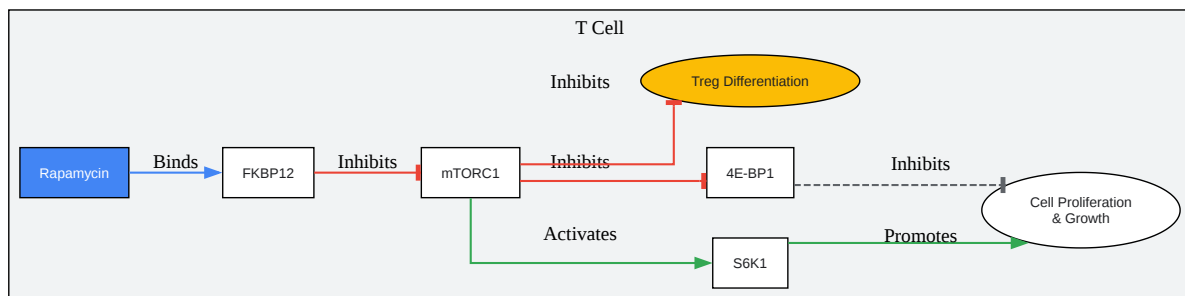 T Cell
Inhibits
Treg Differentiation
Rapamycin
Binds
FKBP12
Inhibits
mTORC1
Inhibits
4E-BP1
Inhibits
Cell Proliferation
& Growth
Activates
S6K1
Promotes